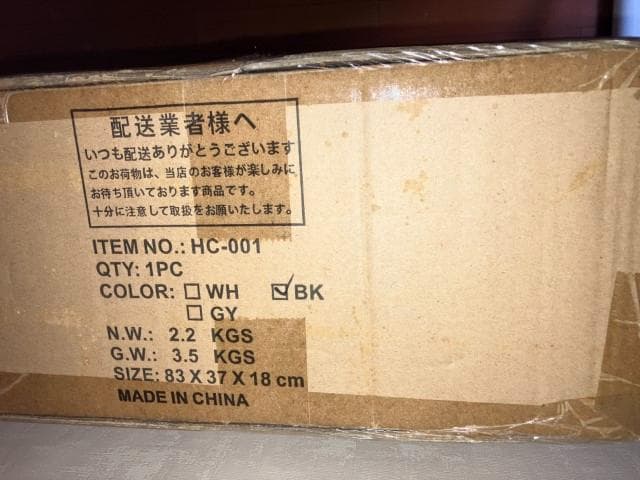 配送業者様へ
いつも配送ありがとうございます
このお荷物は、当店のお客様が楽しみに
お待ち頂いております商品です。
十分に注意して取扱をお願いたします。
ITEM NO.: HC-001
QTY: 1PC
COLOR: ☐ WH ☑ BK
☐ GY
N.W.: 2.2 KGS
G.W.: 3.5 KGS
SIZE: 83 X 37 X 18 cm
MADE IN CHINA